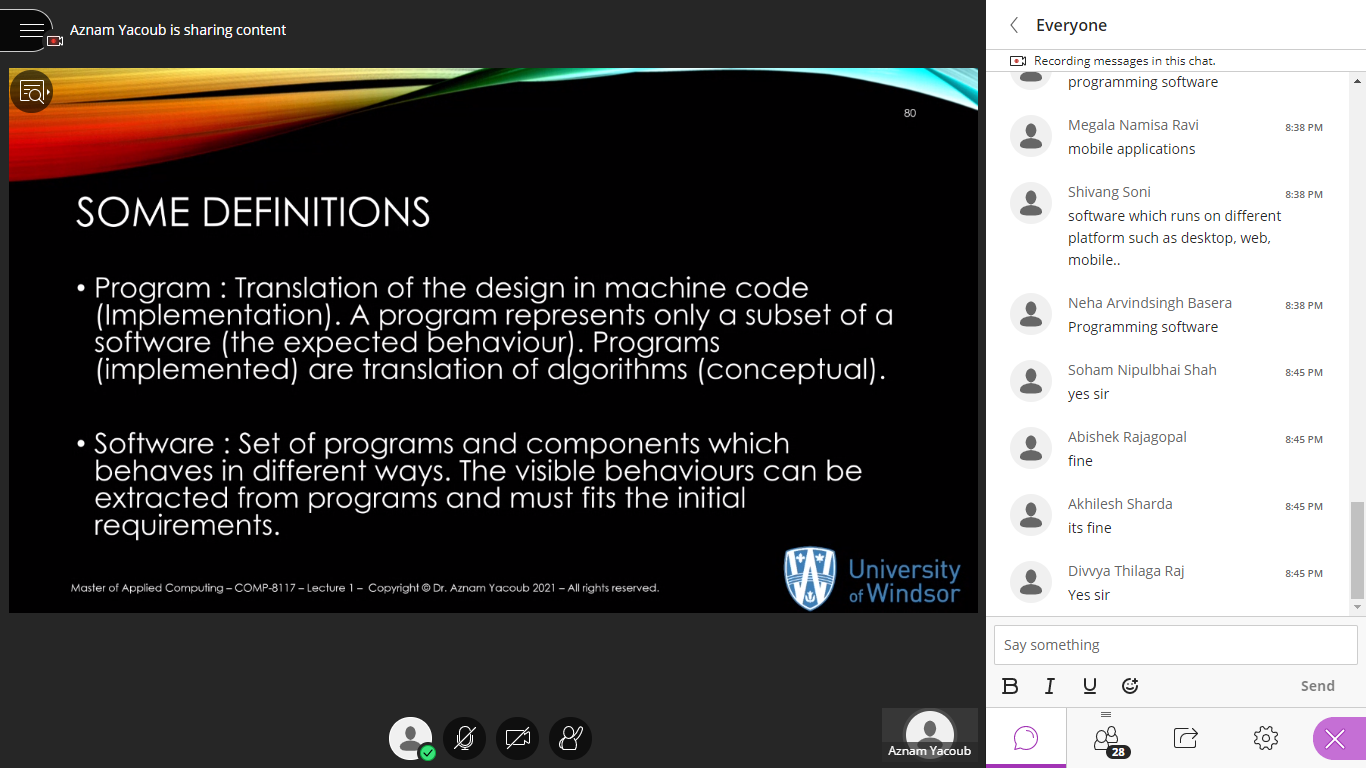 Aznam Yacoub is sharing content
80
SOME DEFINITIONS
• Program : Translation of the design in machine code
(Implementation). A program represents only a subset of a
software (the expected behaviour). Programs
(implemented) are translation of algorithms (conceptual).
• Software : Set of programs and components which
behaves in different ways. The visible behaviours can be
extracted from programs and must fits the initial
requirements.
Master of Applied Computing – COMP-8117 – Lecture 1 – Copyright © Dr. Aznam Yacoub 2021 – All rights reserved.
University
of Windsor
Aznam Yacoub
Everyone
Recording messages in this chat.
programming software
Megala Namisa Ravi 8:38 PM
mobile applications
Shivang Soni 8:38 PM
software which runs on different
platform such as desktop, web,
mobile..
Neha Arvindsingh Basera 8:38 PM
Programming software
Soham Nipulbhai Shah 8:45 PM
yes sir
Abishek Rajagopal 8:45 PM
fine
Akhilesh Sharda 8:45 PM
its fine
Divvya Thilaga Raj 8:45 PM
Yes sir
Say something
B I U Send
28